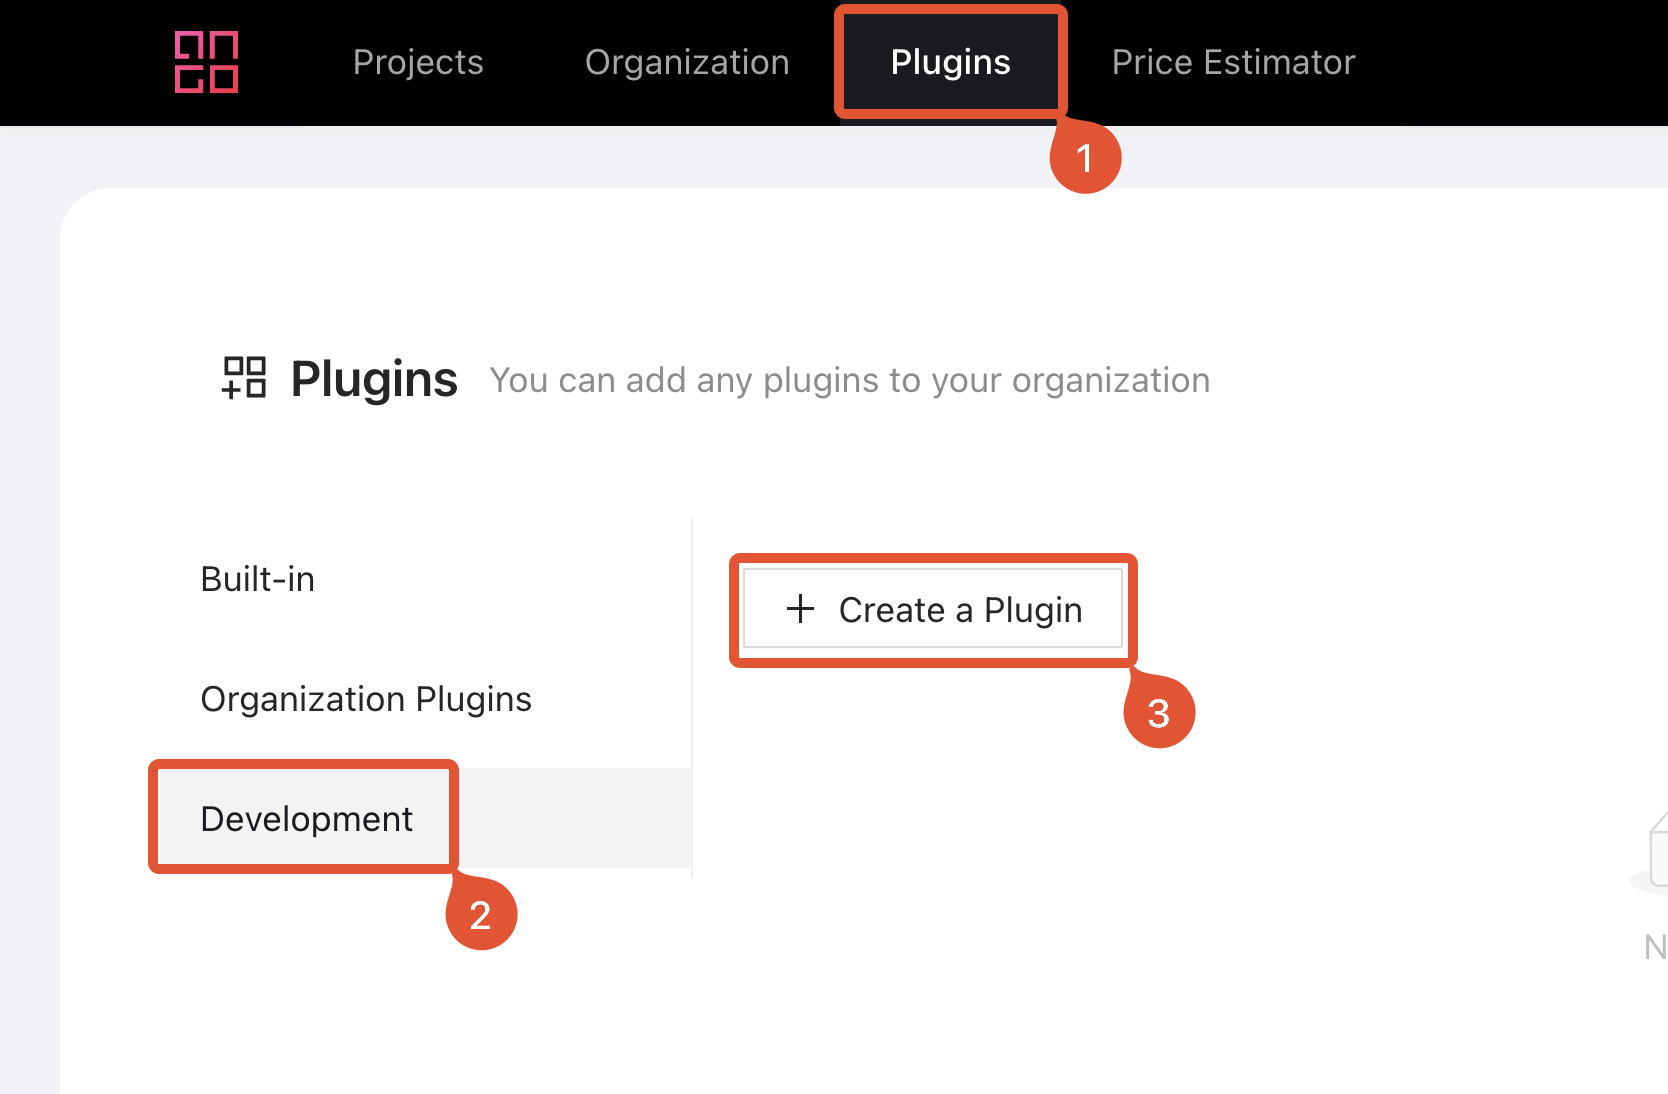 Projects Organization Plugins Price Estimator
1
Plugins You can add any plugins to your organization
Built-in
+ Create a Plugin
Organization Plugins
3
Development
2
N